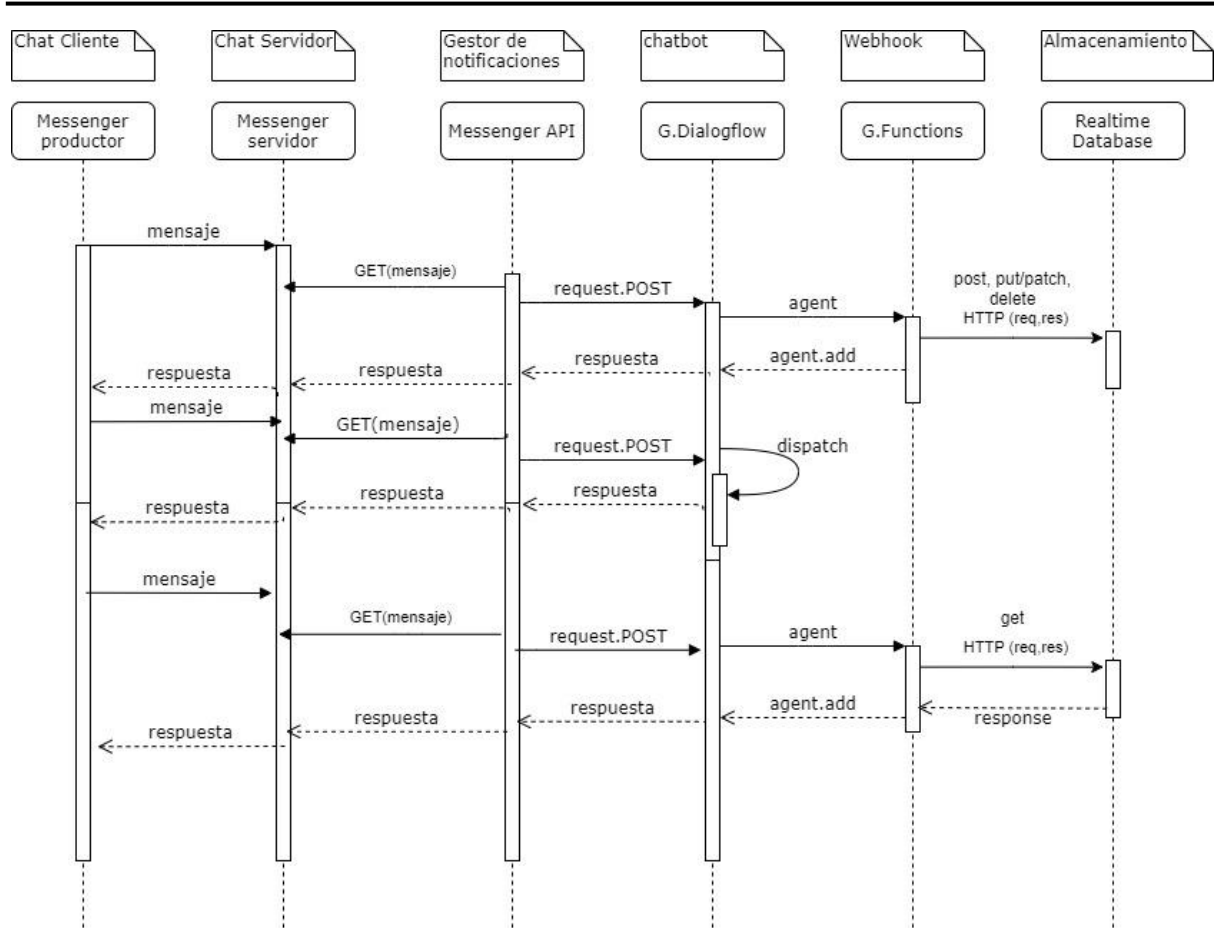 Chat Cliente
Chat Servidor
Gestor de
notificaciones
chatbot
Webhook
Almacenamiento
Messenger
productor
Messenger
servidor
Messenger API
G.Dialogflow
G.Functions
Realtime
Database
mensaje
GET(mensaje)
request.POST
agent
post, put/patch,
delete
HTTP (req,res)
respuesta
respuesta
respuesta
agent.add
mensaje
GET(mensaje)
request.POST
dispatch
respuesta
respuesta
respuesta
mensaje
GET(mensaje)
request.POST
agent
get
HTTP (req,res)
respuesta
respuesta
respuesta
agent.add
response